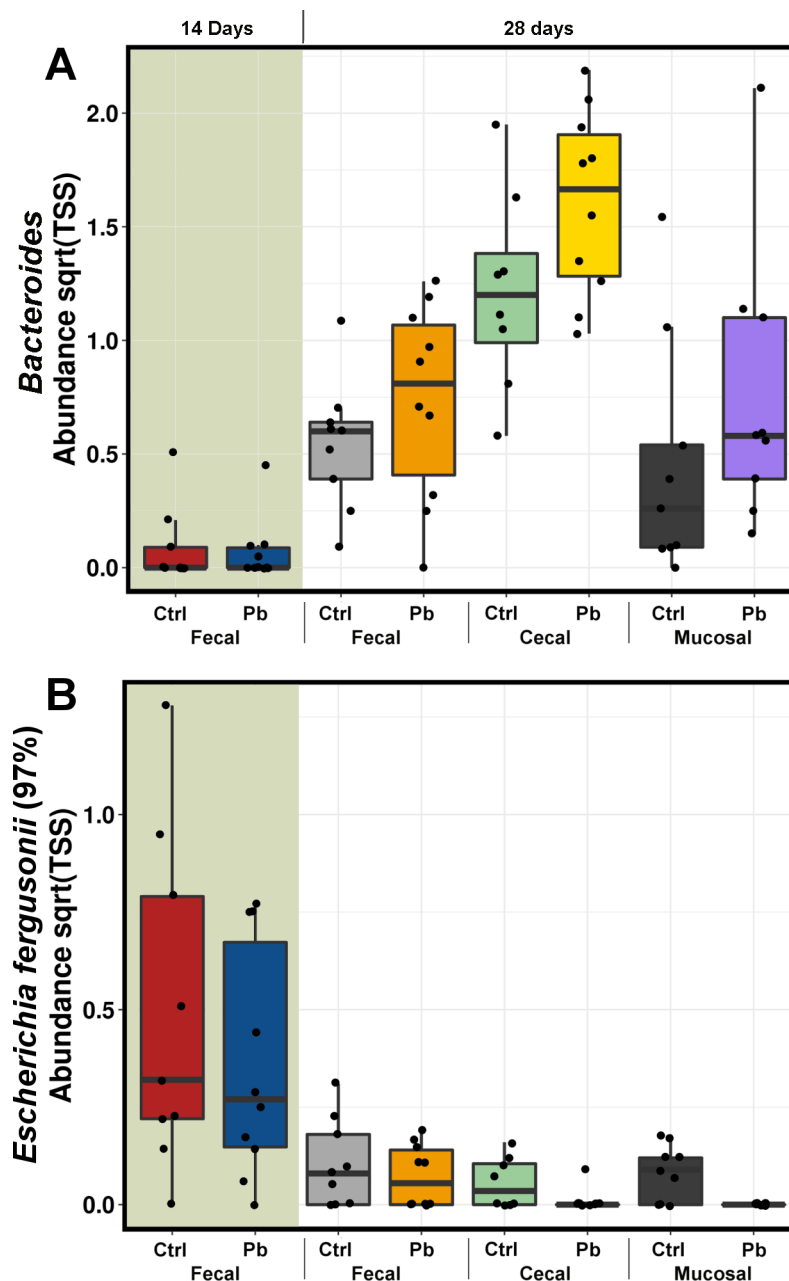 14 Days 28 days
A
Bacteroides
Abundance sqrt(TSS)
2.0
1.5
1.0
0.5
0.0
Ctrl Pb Ctrl Pb Ctrl Pb Ctrl Pb
Fecal Fecal Cecal Mucosal
B
Escherichia fergusonii (97%)
Abundance sqrt(TSS)
1.0
0.5
0.0
Ctrl Pb Ctrl Pb Ctrl Pb Ctrl Pb
Fecal Fecal Cecal Mucosal